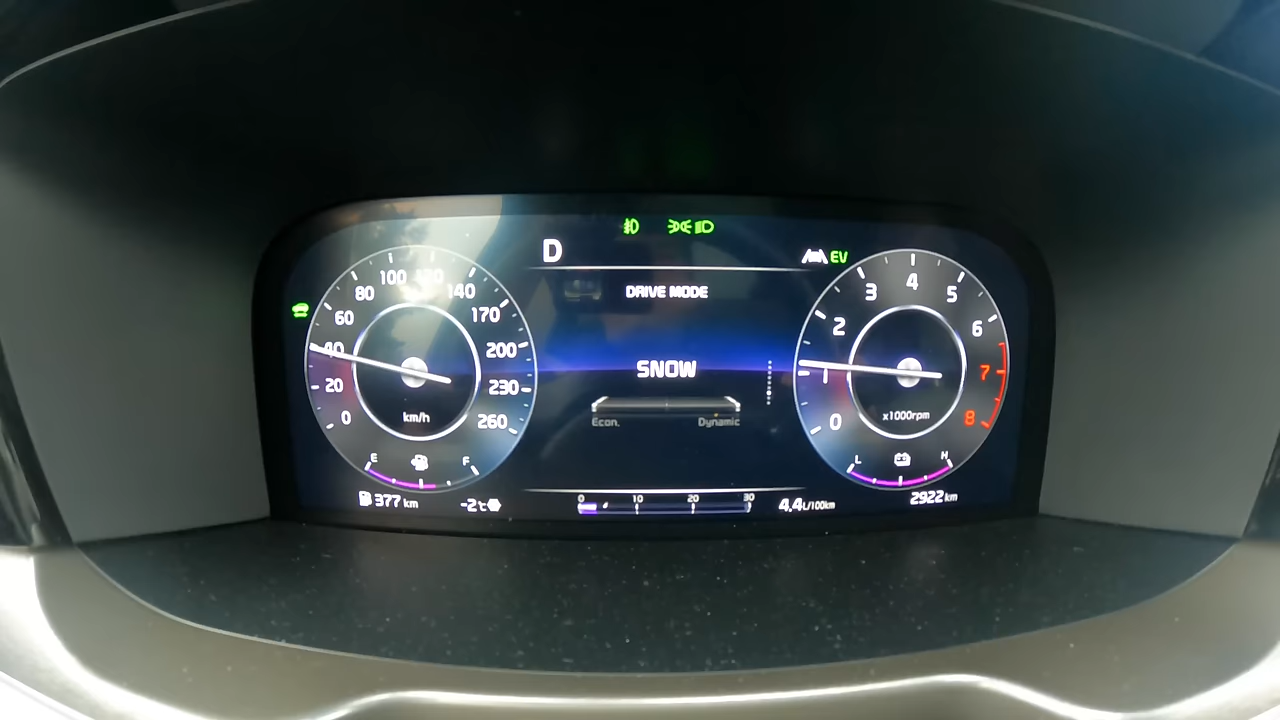 D
EV
DRIVE MODE
SNOW
Econ. Dynamic
0 20 40 60 80 100 120 140 170 200 230 260
km/h
E F
377 km
-2°C
0 10 20 30
4.4 L/100km
0 1 2 3 4 5 6 7 8
x1000rpm
L H
2922 km